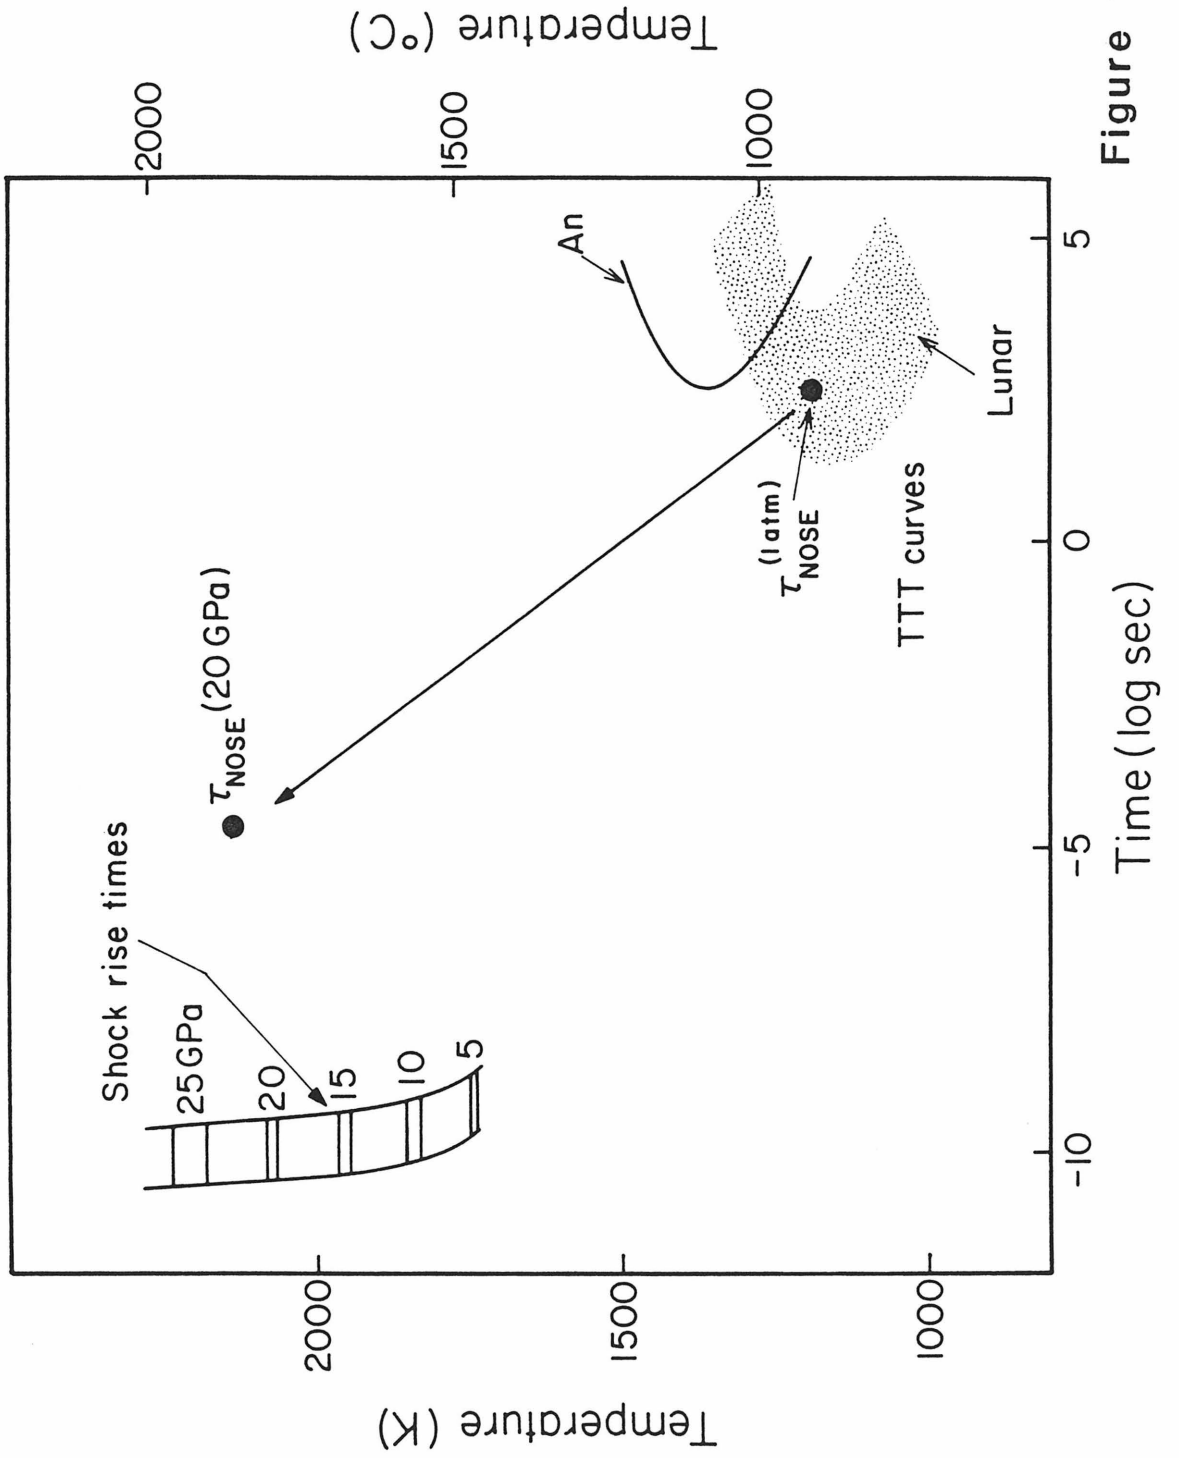 Temperature (K)
2000
1500
1000
Shock rise times
25 GPa
20
15
10
5
τNOSE (20 GPa)
An
τNOSE (1 atm)
TTT curves
Lunar
-10
-5
0
5
Time (log sec)
2000
1500
1000
Temperature (°C)
Figure